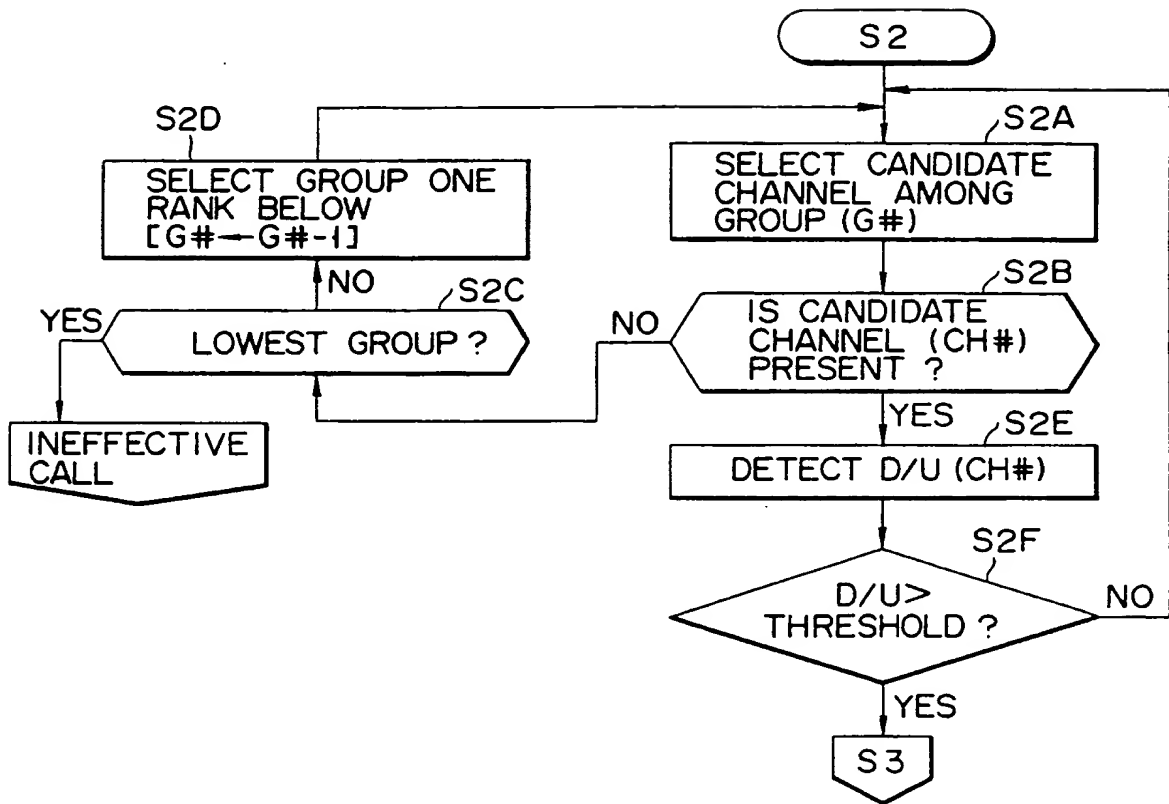 S2
S2D
S2A
SELECT GROUP ONE
RANK BELOW
[G#←G#-1]
SELECT CANDIDATE
CHANNEL AMONG
GROUP (G#)
NO
S2C
S2B
YES
LOWEST GROUP?
NO
IS CANDIDATE
CHANNEL (CH#)
PRESENT?
YES
INEFFECTIVE
CALL
S2E
DETECT D/U (CH#)
S2F
D/U>
THRESHOLD?
NO
YES
S3